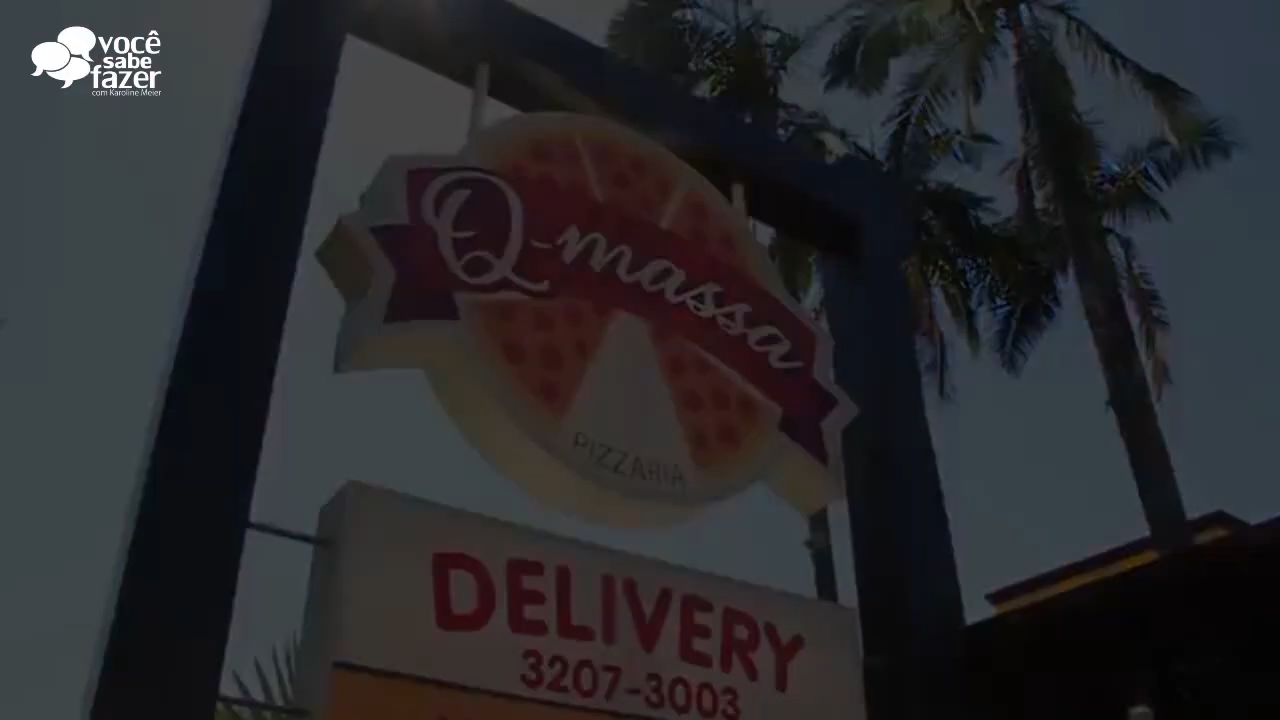 você
sabe
fazer
com Karoline Meier
Q-massa
PIZZARIA
DELIVERY
3207-3003